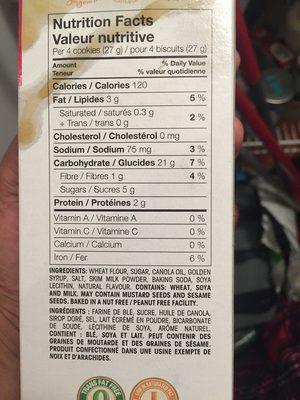 Nutrition Facts
Valeur nutritive
Per 4 cookies (27 g) / pour 4 biscuits (27 g)
Amount % Daily Value
Teneur % valeur quotidienne
Calories / Calories 120
Fat / Lipides 3 g 5 %
Saturated / saturés 0.3 g
+ Trans / trans 0 g 2 %
Cholesterol / Cholestérol 0 mg
Sodium / Sodium 75 mg 3 %
Carbohydrate / Glucides 21 g 7 %
Fibre / Fibres 1 g 4 %
Sugars / Sucres 5 g
Protein / Protéines 2 g
Vitamin A / Vitamine A 0 %
Vitamin C / Vitamine C 0 %
Calcium / Calcium 0 %
Iron / Fer 6 %
INGREDIENTS: WHEAT FLOUR, SUGAR, CANOLA OIL, GOLDEN
SYRUP, SALT, SKIM MILK POWDER, BAKING SODA, SOYA
LECITHIN, NATURAL FLAVOUR. CONTAINS: WHEAT, SOYA
AND MILK. MAY CONTAIN MUSTARD SEEDS AND SESAME
SEEDS. BAKED IN A NUT FREE / PEANUT FREE FACILITY.
INGRÉDIENTS : FARINE DE BLÉ, SUCRE, HUILE DE CANOLA,
SIROP DORÉ, SEL, LAIT ÉCRÉMÉ EN POUDRE, BICARBONATE
DE SOUDE, LÉCITHINE DE SOYA, ARÔME NATUREL.
CONTIENT : BLÉ, SOYA ET LAIT. PEUT CONTENIR DES
GRAINES DE MOUTARDE ET DES GRAINES DE SÉSAME.
PRODUIT CONFECTIONNÉ DANS UNE USINE EXEMPTE DE
NOIX ET D'ARACHIDES.
TRANS FAT FREE
0